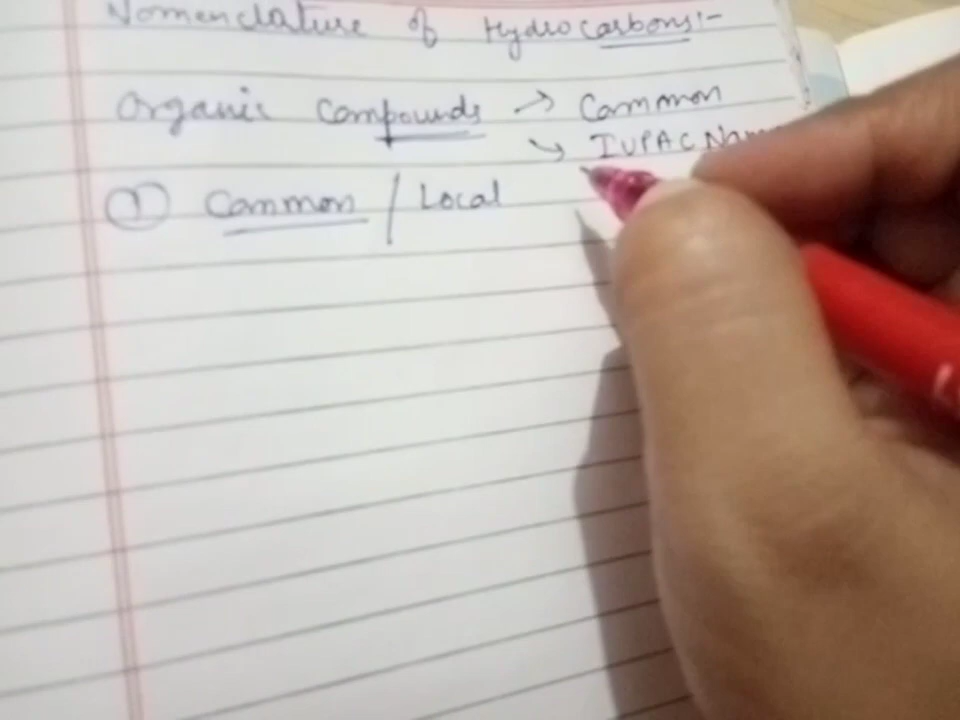 Nomenclature of Hydrocarbons:-
Organic compounds → Common
↘ IUPAC
① Common / Local